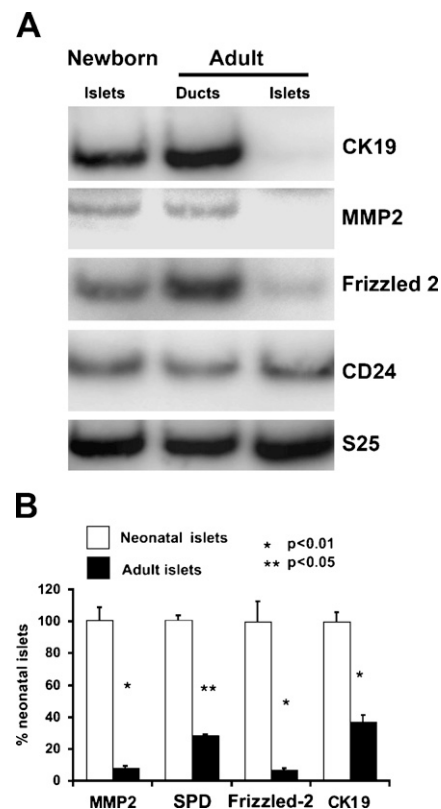 A
Newborn Adult
Islets Ducts Islets
CK19
MMP2
Frizzled 2
CD24
S25
B
Neonatal islets * p<0.01
Adult islets ** p<0.05
% neonatal islets
120
100
80
60
40
20
0
* ** * *
MMP2 SPD Frizzled-2 CK19